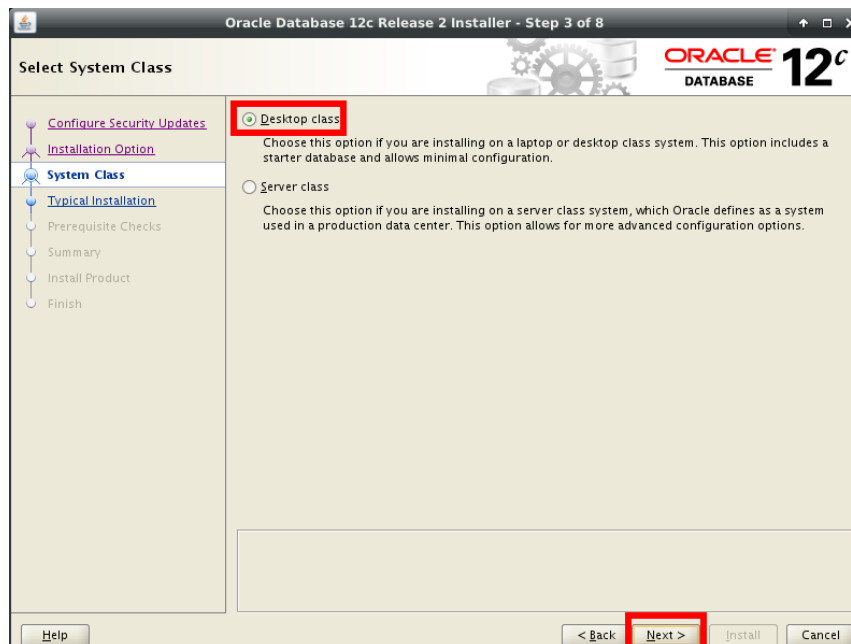 Oracle Database 12c Release 2 Installer - Step 3 of 8
Select System Class
ORACLE
DATABASE
12c
Configure Security Updates
Installation Option
System Class
Typical Installation
Prerequisite Checks
Summary
Install Product
Finish
Desktop class
Choose this option if you are installing on a laptop or desktop class system. This option includes a
starter database and allows minimal configuration.
Server class
Choose this option if you are installing on a server class system, which Oracle defines as a system
used in a production data center. This option allows for more advanced configuration options.
Help
< Back
Next >
Install
Cancel